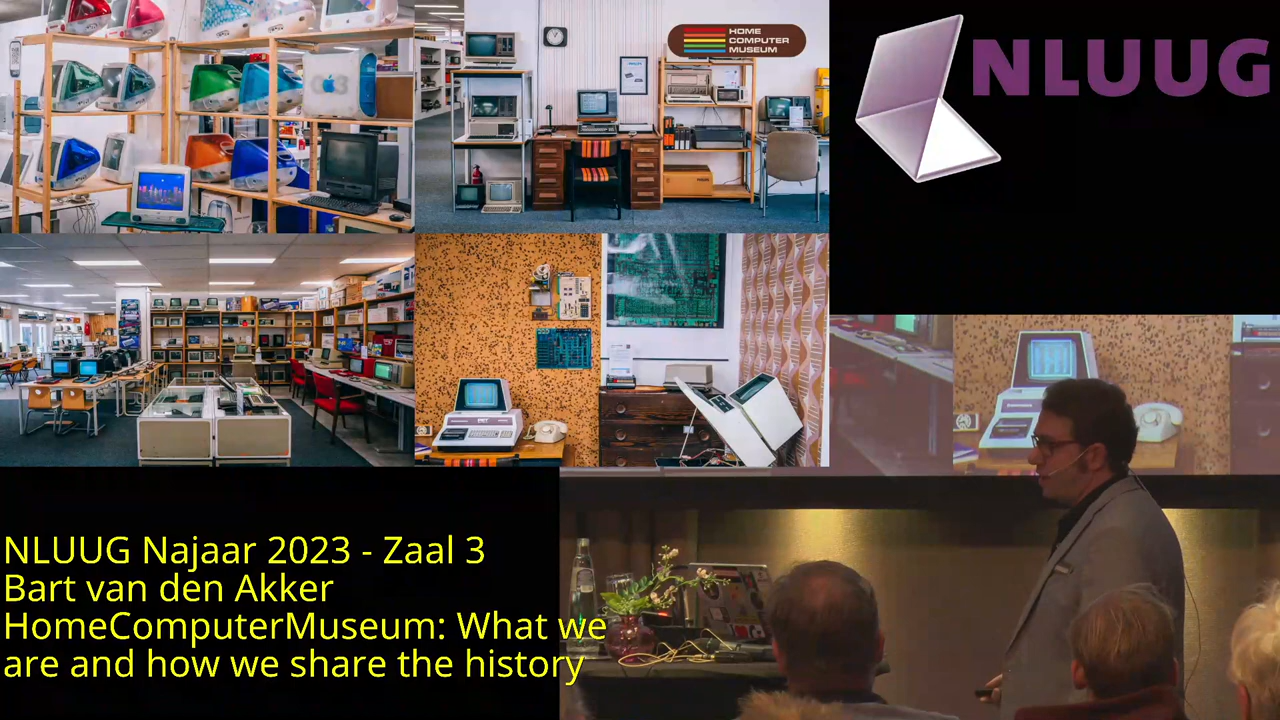 HOME
COMPUTER
MUSEUM
NLUUG
NLUUG Najaar 2023 - Zaal 3
Bart van den Akker
HomeComputerMuseum: What we
are and how we share the history